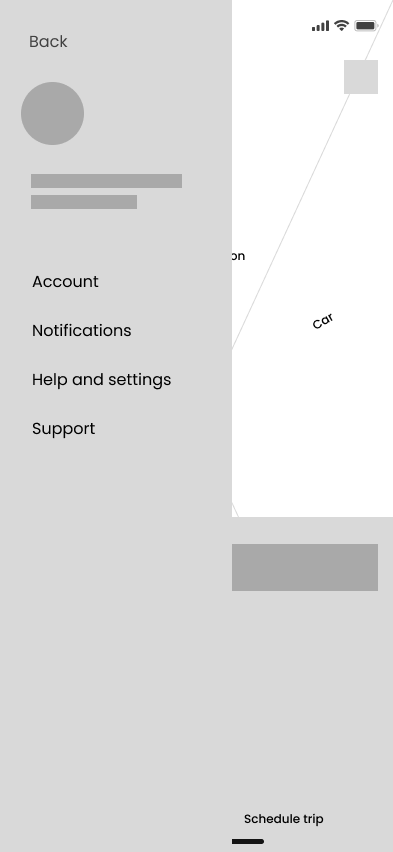 Back
Account
Notifications
Help and settings
Support
on
Car
Schedule trip